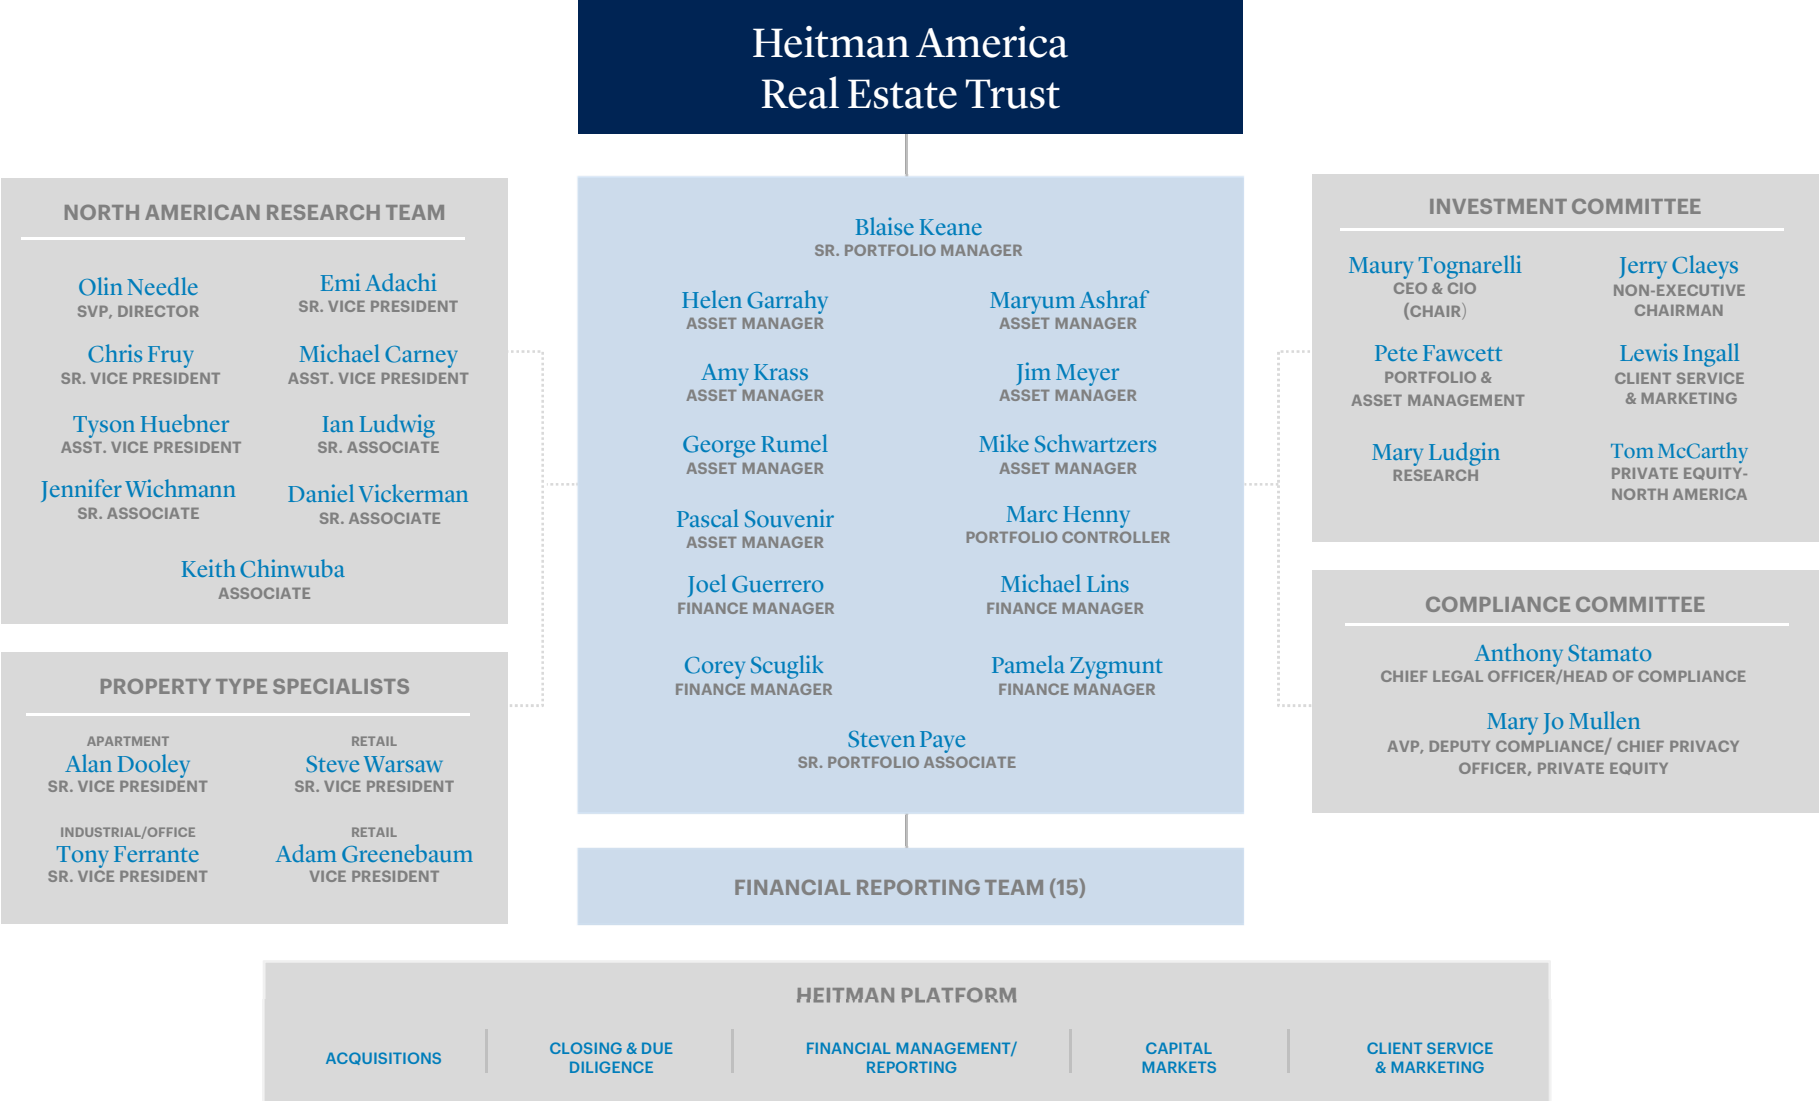 Heitman America
Real Estate Trust
NORTH AMERICAN RESEARCH TEAM
Olin Needle
SVP, DIRECTOR
Emi Adachi
SR. VICE PRESIDENT
Chris Fruy
SR. VICE PRESIDENT
Michael Carney
ASST. VICE PRESIDENT
Tyson Huebner
ASST. VICE PRESIDENT
Ian Ludwig
SR. ASSOCIATE
Jennifer Wichmann
SR. ASSOCIATE
Daniel Vickerman
SR. ASSOCIATE
Keith Chinwuba
ASSOCIATE
PROPERTY TYPE SPECIALISTS
APARTMENT
Alan Dooley
SR. VICE PRESIDENT
RETAIL
Steve Warsaw
SR. VICE PRESIDENT
INDUSTRIAL/OFFICE
Tony Ferrante
SR. VICE PRESIDENT
RETAIL
Adam Greenebaum
VICE PRESIDENT
Blaise Keane
SR. PORTFOLIO MANAGER
Helen Garrahy
ASSET MANAGER
Maryum Ashraf
ASSET MANAGER
Amy Krass
ASSET MANAGER
Jim Meyer
ASSET MANAGER
George Rumel
ASSET MANAGER
Mike Schwartzers
ASSET MANAGER
Pascal Souvenir
ASSET MANAGER
Marc Henny
PORTFOLIO CONTROLLER
Joel Guerrero
FINANCE MANAGER
Michael Lins
FINANCE MANAGER
Corey Scuglik
FINANCE MANAGER
Pamela Zygmunt
FINANCE MANAGER
Steven Paye
SR. PORTFOLIO ASSOCIATE
FINANCIAL REPORTING TEAM (15)
INVESTMENT COMMITTEE
Maury Tognarelli
CEO & CIO
(CHAIR)
Jerry Claeys
NON-EXECUTIVE
CHAIRMAN
Pete Fawcett
PORTFOLIO &
ASSET MANAGEMENT
Lewis Ingall
CLIENT SERVICE
& MARKETING
Mary Ludgin
RESEARCH
Tom McCarthy
PRIVATE EQUITY-
NORTH AMERICA
COMPLIANCE COMMITTEE
Anthony Stamato
CHIEF LEGAL OFFICER/HEAD OF COMPLIANCE
Mary Jo Mullen
AVP, DEPUTY COMPLIANCE/ CHIEF PRIVACY
OFFICER, PRIVATE EQUITY
HEITMAN PLATFORM
ACQUISITIONS
CLOSING & DUE
DILIGENCE
FINANCIAL MANAGEMENT/
REPORTING
CAPITAL
MARKETS
CLIENT SERVICE
& MARKETING